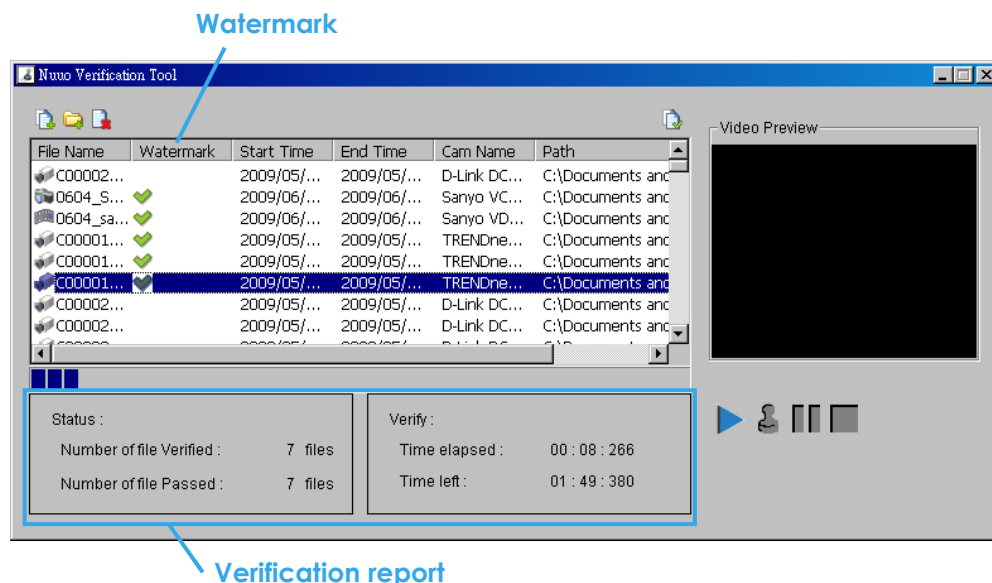 Watermark
Nuuo Verification Tool
File Name Watermark Start Time End Time Cam Name Path
C00002... 2009/05/... 2009/05/... D-Link DC... C:\Documents and
0604_S... 2009/06/... 2009/06/... Sanyo VC... C:\Documents and
0604_sa... 2009/06/... 2009/06/... Sanyo VD... C:\Documents and
C00001... 2009/05/... 2009/05/... TRENDne... C:\Documents and
C00001... 2009/05/... 2009/05/... TRENDne... C:\Documents and
C00001... 2009/05/... 2009/05/... TRENDne... C:\Documents and
C00002... 2009/05/... 2009/05/... D-Link DC... C:\Documents and
C00002... 2009/05/... 2009/05/... D-Link DC... C:\Documents and
Video Preview
Status :
Number of file Verified : 7 files
Number of file Passed : 7 files
Verify :
Time elapsed : 00 : 08 : 266
Time left : 01 : 49 : 380
Verification report